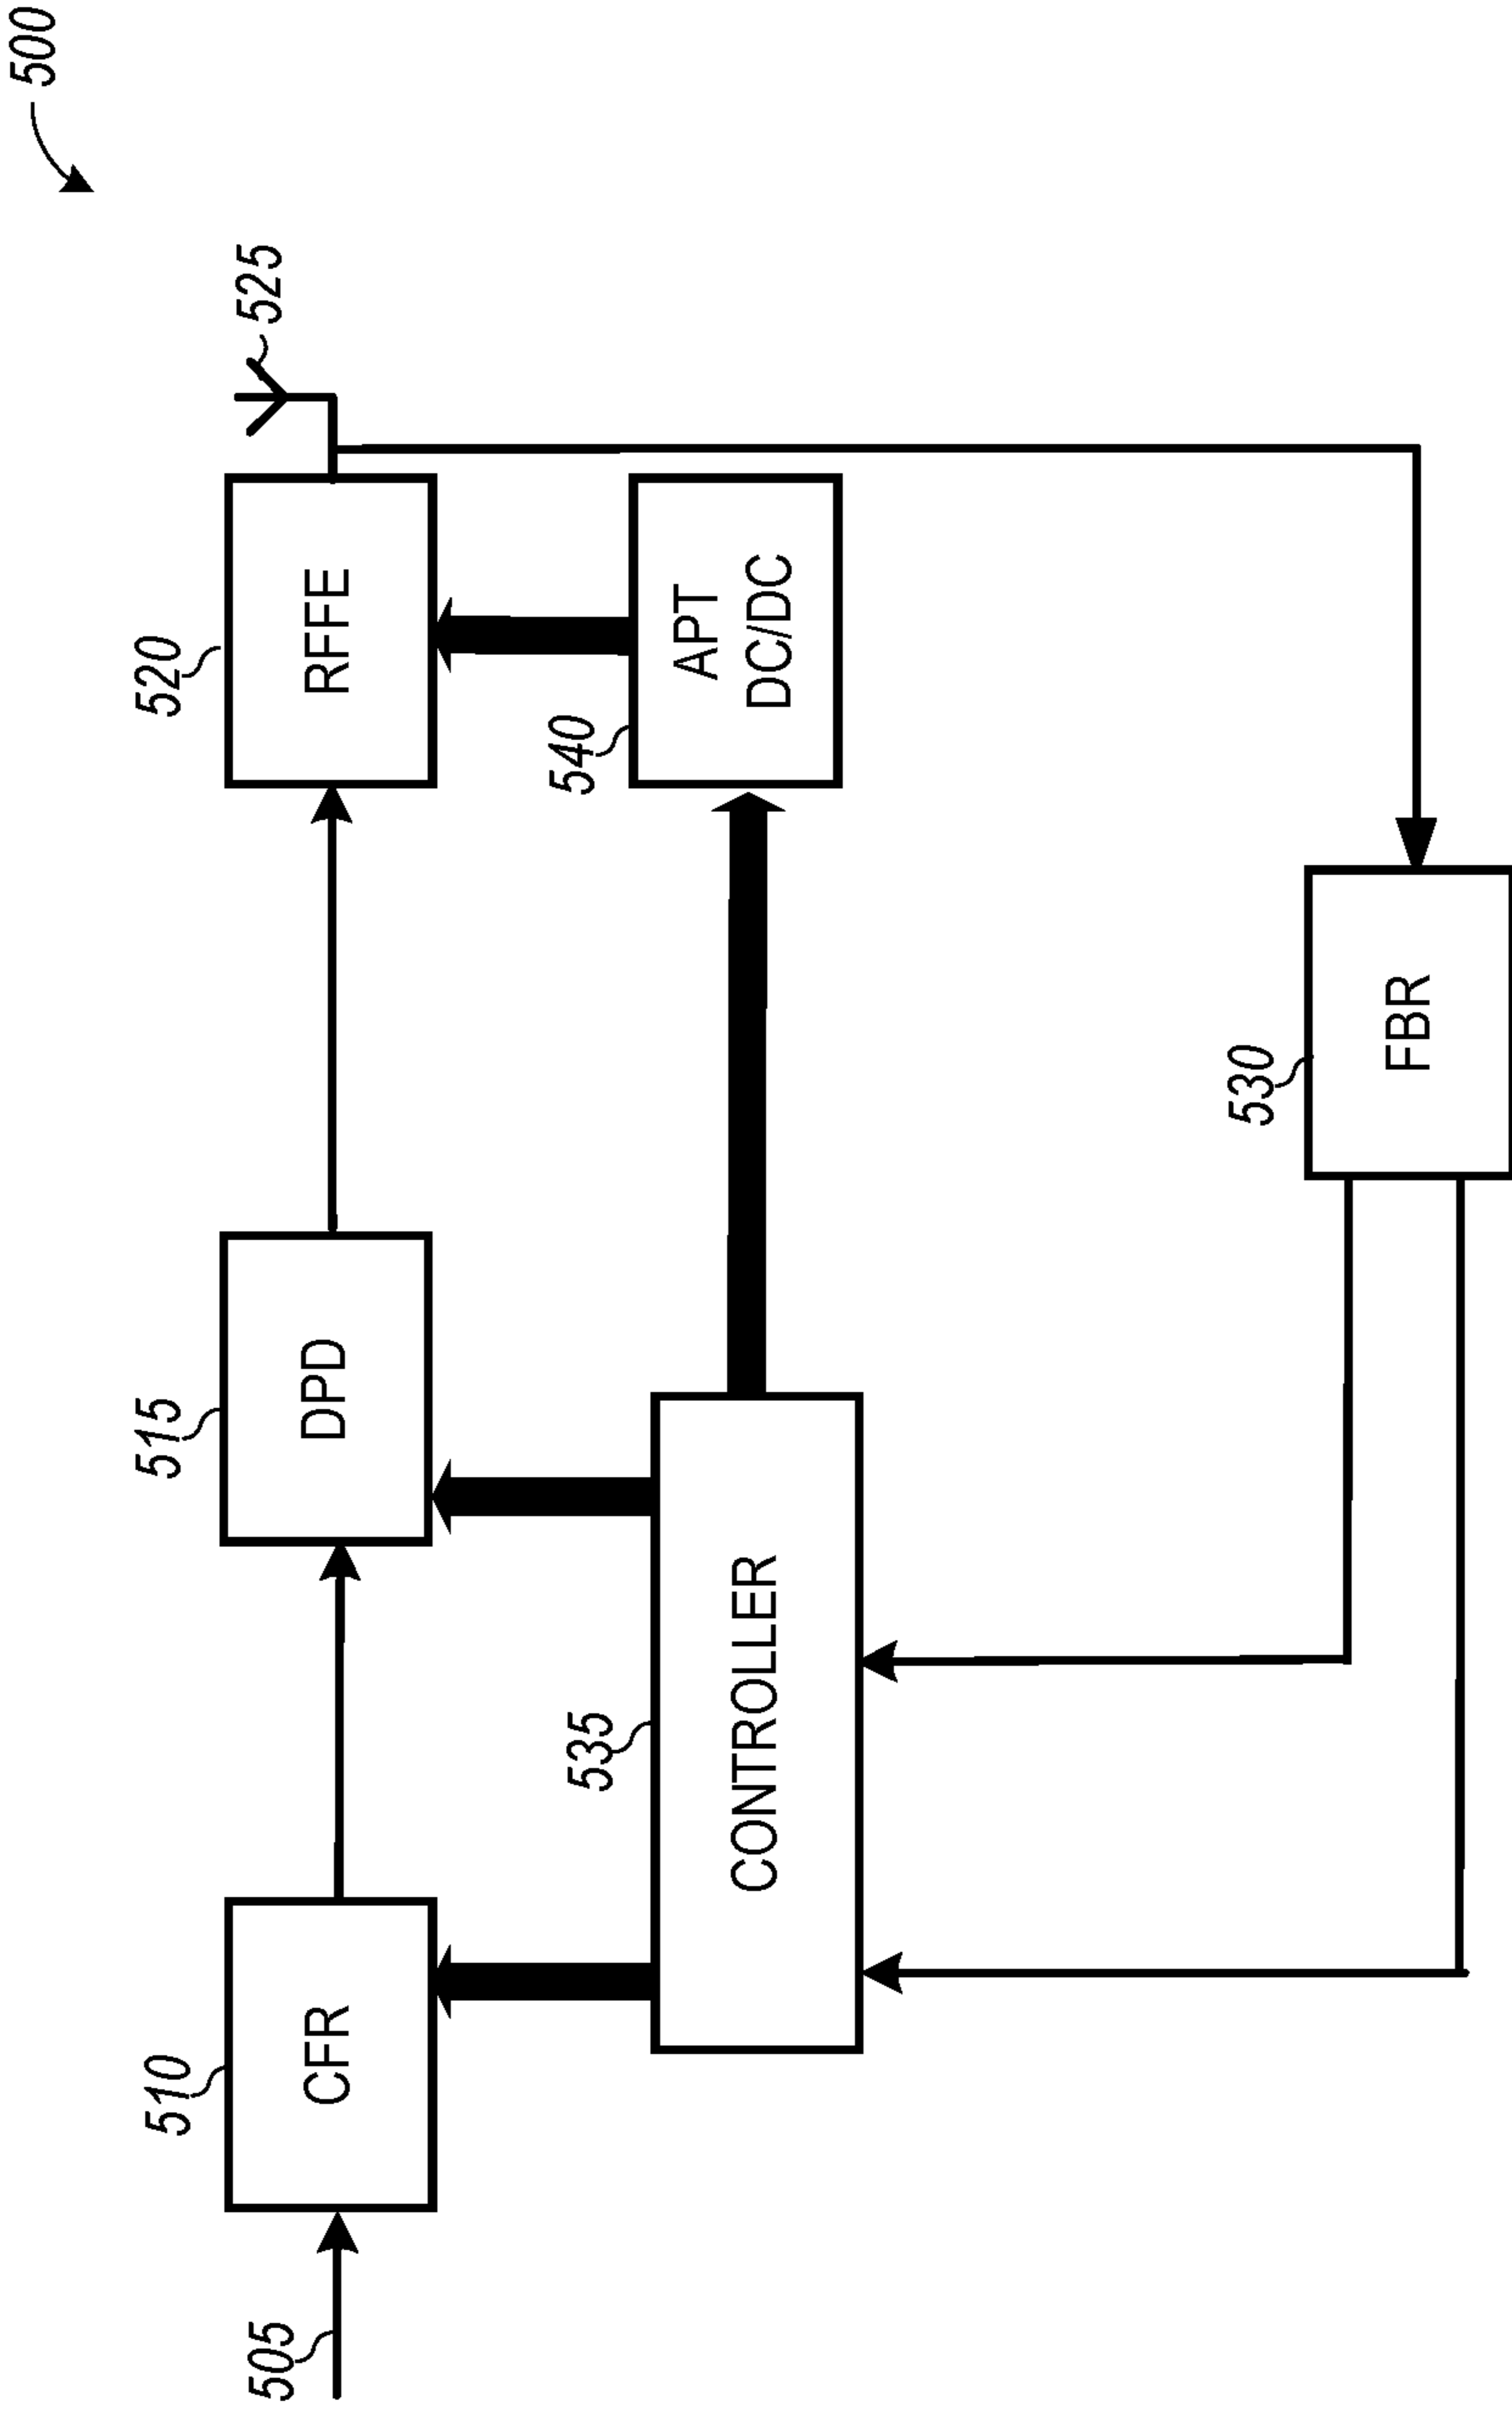 500
525
520
RFFE
540
APT
DC/DC
515
DPD
530
FBR
535
CONTROLLER
510
CFR
505